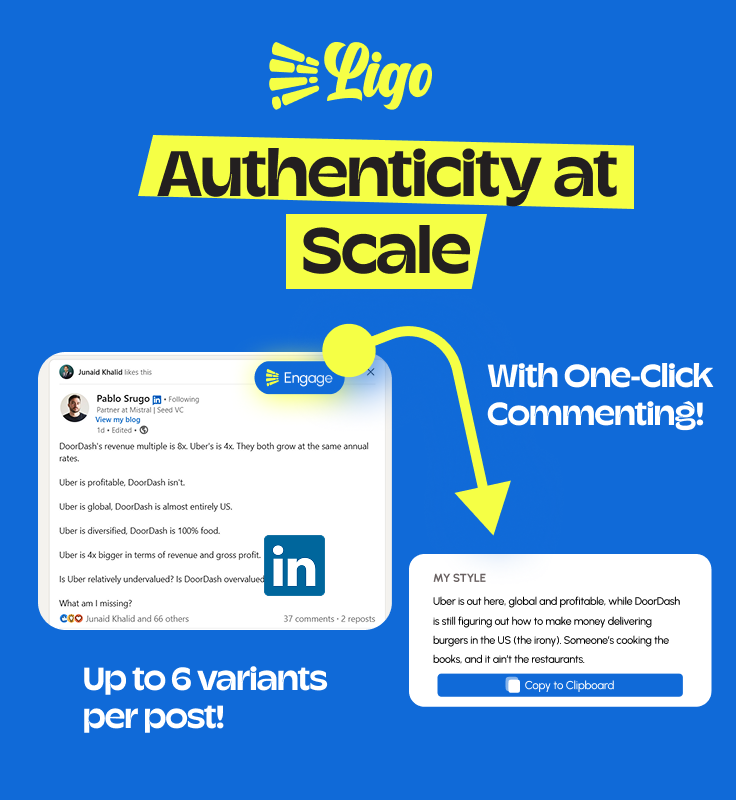 Ligo
Authenticity at
Scale
Junaid Khalid likes this
Engage
Pablo Srugo in • Following
Partner at Mistral | Seed VC
View my blog
1d • Edited •
DoorDash's revenue multiple is 8x. Uber's is 4x. They both grow at the same annual
rates.
Uber is profitable, DoorDash isn't.
Uber is global, DoorDash is almost entirely US.
Uber is diversified, DoorDash is 100% food.
Uber is 4x bigger in terms of revenue and gross profit.
Is Uber relatively undervalued? Is DoorDash overvalued
What am I missing?
Junaid Khalid and 66 others
37 comments • 2 reposts
in
With One-Click
Commenting!
MY STYLE
Uber is out here, global and profitable, while DoorDash
is still figuring out how to make money delivering
burgers in the US (the irony). Someone's cooking the
books, and it ain't the restaurants.
Copy to Clipboard
Up to 6 variants
per post!